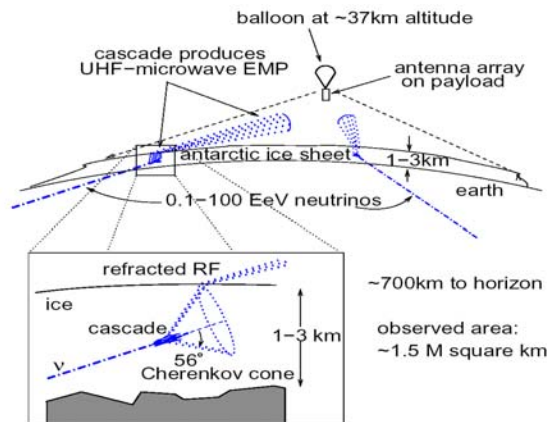 balloon at ~37km altitude
cascade produces
UHF−microwave EMP
antenna array
on payload
antarctic ice sheet
1−3km
earth
0.1−100 EeV neutrinos
refracted RF
ice
cascade
1−3 km
56°
ν
Cherenkov cone
~700km to horizon
observed area:
~1.5 M square km